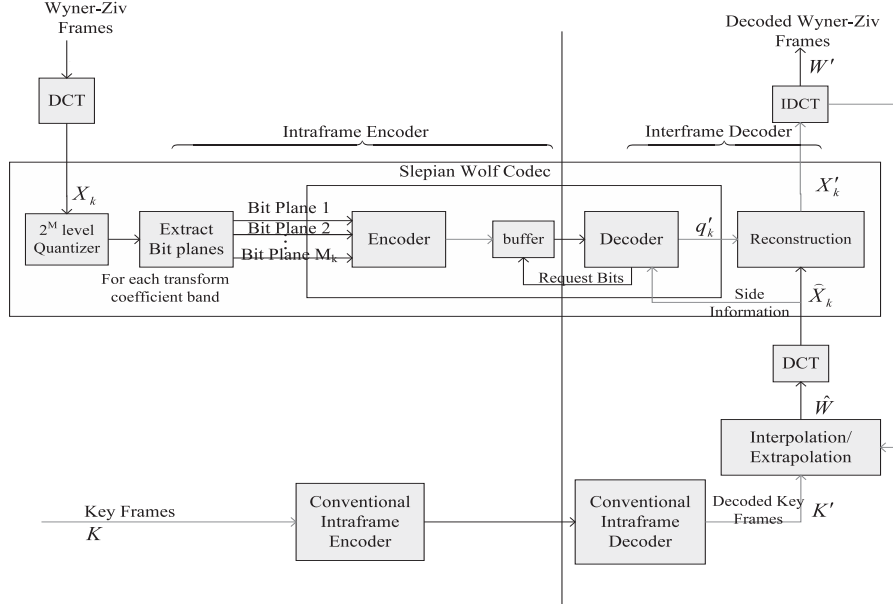 Wyner-Ziv
Frames
Decoded Wyner-Ziv
Frames
W'
DCT
IDCT
Intraframe Encoder
Interframe Decoder
Slepian Wolf Codec
X_k
X'_k
2^M level
Quantizer
Extract
Bit planes
Bit Plane 1
Bit Plane 2
⋮
Bit Plane M_k
Encoder
buffer
Decoder
q'_k
Reconstruction
Request Bits
For each transform
coefficient band
Side
Information
X̂_k
DCT
Ŵ
Interpolation/
Extrapolation
Key Frames
K
Conventional
Intraframe
Encoder
Conventional
Intraframe
Decoder
Decoded Key
Frames
K'